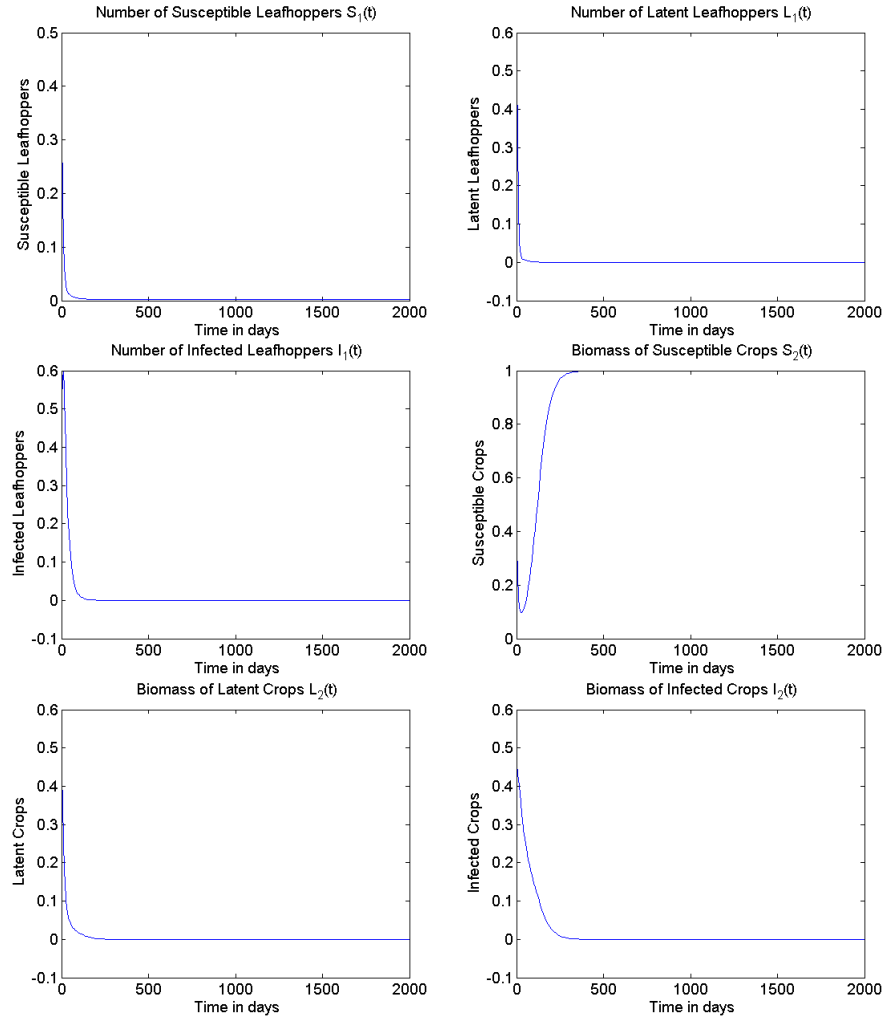 Number of Susceptible Leafhoppers S₁(t)
Susceptible Leafhoppers
0.5
0.4
0.3
0.2
0.1
0
0 500 1000 1500 2000
Time in days
Number of Latent Leafhoppers L₁(t)
Latent Leafhoppers
0.6
0.5
0.4
0.3
0.2
0.1
0
-0.1
0 500 1000 1500 2000
Time in days
Number of Infected Leafhoppers I₁(t)
Infected Leafhoppers
0.6
0.5
0.4
0.3
0.2
0.1
0
-0.1
0 500 1000 1500 2000
Time in days
Biomass of Susceptible Crops S₂(t)
Susceptible Crops
1
0.8
0.6
0.4
0.2
0
0 500 1000 1500 2000
Time in days
Biomass of Latent Crops L₂(t)
Latent Crops
0.6
0.5
0.4
0.3
0.2
0.1
0
-0.1
0 500 1000 1500 2000
Time in days
Biomass of Infected Crops I₂(t)
Infected Crops
0.6
0.5
0.4
0.3
0.2
0.1
0
-0.1
0 500 1000 1500 2000
Time in days